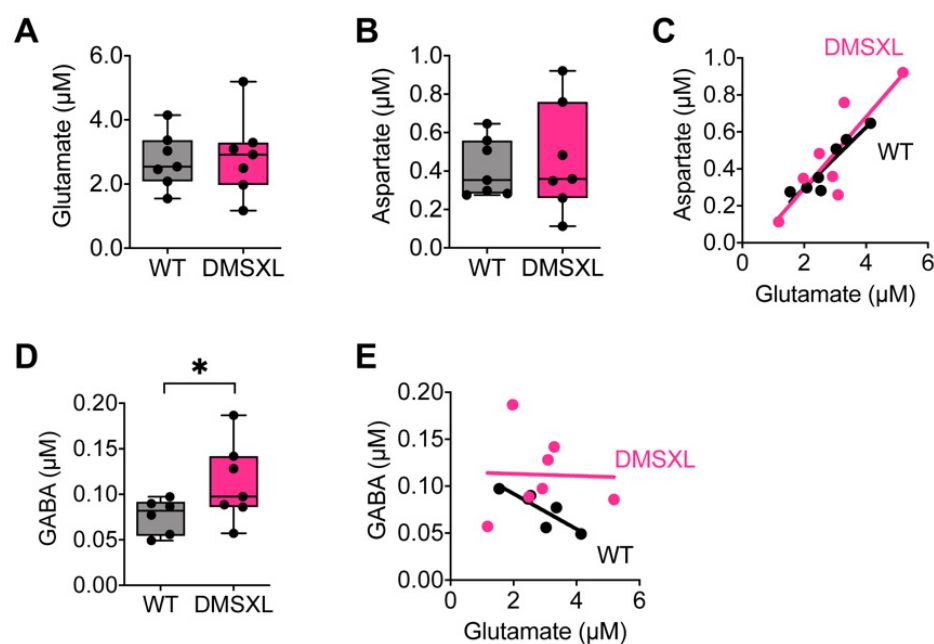 A
Glutamate (µM)
6.0
4.0
2.0
0.0
WT DMSXL
B
Aspartate (µM)
1.0
0.8
0.6
0.4
0.2
0.0
WT DMSXL
C
Aspartate (µM)
1.0
0.8
0.6
0.4
0.2
0.0
DMSXL
WT
0 2 4 6
Glutamate (µM)
D
GABA (µM)
0.20
0.15
0.10
0.05
0.00
*
WT DMSXL
E
GABA (µM)
0.20
0.15
0.10
0.05
0.00
DMSXL
WT
0 2 4 6
Glutamate (µM)